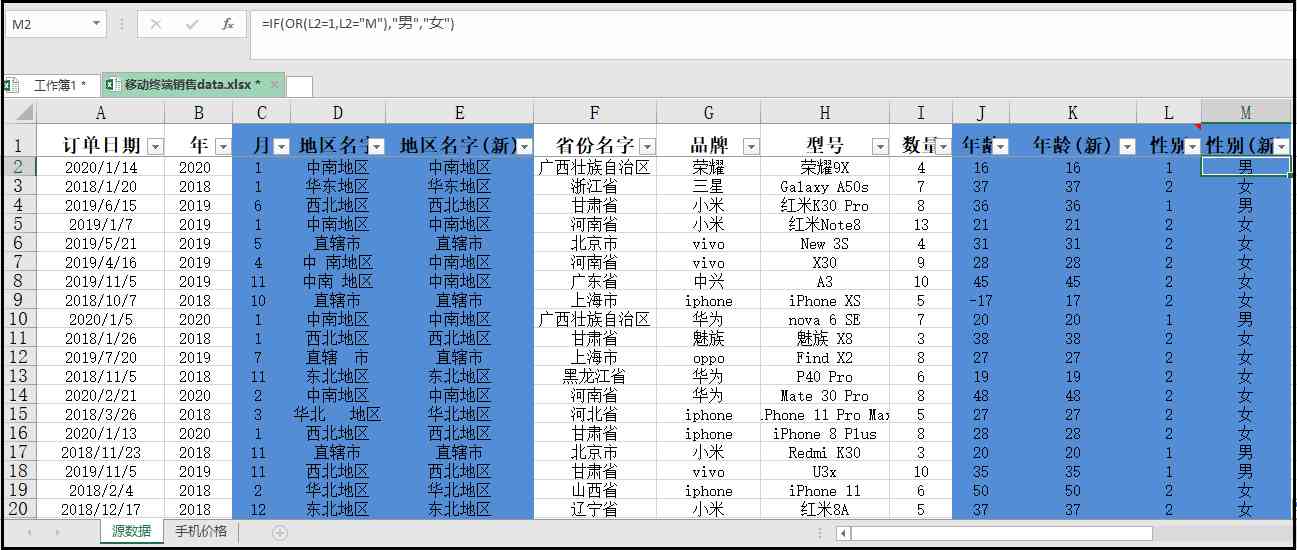 M2 fx =IF(OR(L2=1,L2="M"),"男","女")
工作簿1 * 移动终端销售data.xlsx *
A B C D E F G H I J K L M
1 订单日期 年 月 地区名字 地区名字(新) 省份名字 品牌 型号 数量 年龄 年龄(新) 性别 性别(新
2 2020/1/14 2020 1 中南地区 中南地区 广西壮族自治区 荣耀 荣耀9X 4 16 16 1 男
3 2018/1/20 2018 1 华东地区 华东地区 浙江省 三星 Galaxy A50s 7 37 37 2 女
4 2019/6/15 2019 6 西北地区 西北地区 甘肃省 小米 红米K30 Pro 8 36 36 1 男
5 2019/1/7 2019 1 中南地区 中南地区 河南省 小米 红米Note8 13 21 21 2 女
6 2019/5/21 2019 5 直辖市 直辖市 北京市 vivo New 3S 4 31 31 2 女
7 2019/4/16 2019 4 中 南地区 中南地区 河南省 vivo X30 9 28 28 2 女
8 2019/11/5 2019 11 中南 地区 中南地区 广东省 中兴 A3 10 45 45 2 女
9 2018/10/7 2018 10 直辖市 直辖市 上海市 iphone iPhone XS 5 -17 17 2 女
10 2020/1/5 2020 1 中南地区 中南地区 广西壮族自治区 华为 nova 6 SE 7 20 20 1 男
11 2018/1/26 2018 1 西北地区 西北地区 甘肃省 魅族 魅族 X8 3 38 38 2 女
12 2019/7/20 2019 7 直辖 市 直辖市 上海市 oppo Find X2 8 27 27 2 女
13 2018/11/5 2018 11 东北地区 东北地区 黑龙江省 华为 P40 Pro 6 19 19 2 女
14 2020/2/21 2020 2 中南地区 中南地区 河南省 华为 Mate 30 Pro 8 48 48 2 女
15 2018/3/26 2018 3 华北 地区 华北地区 河北省 iphone Phone 11 Pro Max 5 27 27 2 女
16 2020/1/13 2020 1 西北地区 西北地区 甘肃省 iphone iPhone 8 Plus 8 28 28 2 女
17 2018/11/23 2018 11 直辖市 直辖市 北京市 小米 Redmi K30 3 20 20 1 男
18 2019/11/5 2019 11 西北地区 西北地区 甘肃省 vivo U3x 10 35 35 1 男
19 2018/2/4 2018 2 华北地区 华北地区 山西省 iphone iPhone 11 6 50 50 2 女
20 2018/12/17 2018 12 东北地区 东北地区 辽宁省 小米 红米8A 5 37 37 2 女
源数据 手机价格